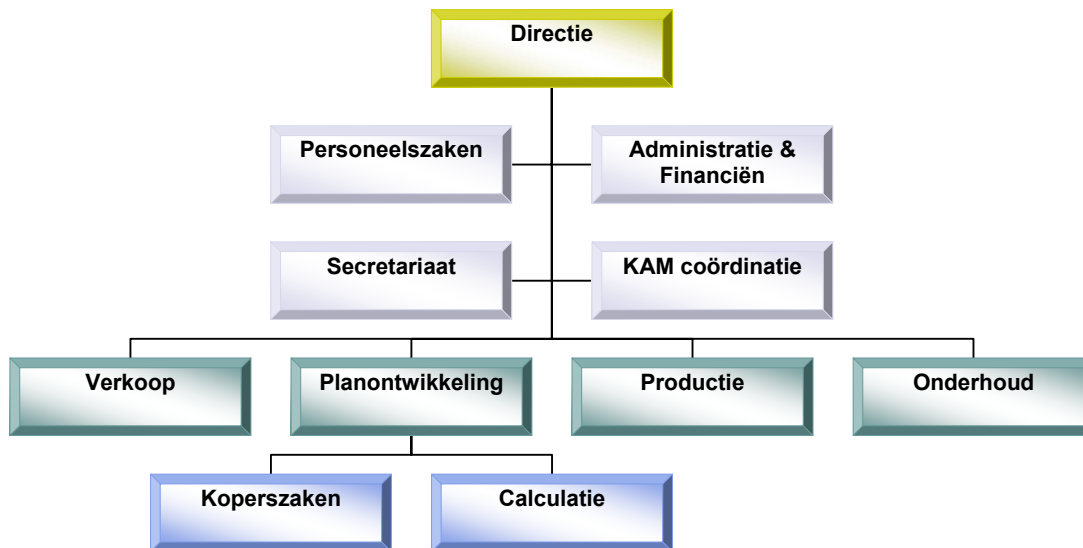 Directie
Personeelszaken
Administratie &
Financiën
Secretariaat
KAM coördinatie
Verkoop
Planontwikkeling
Productie
Onderhoud
Koperszaken
Calculatie